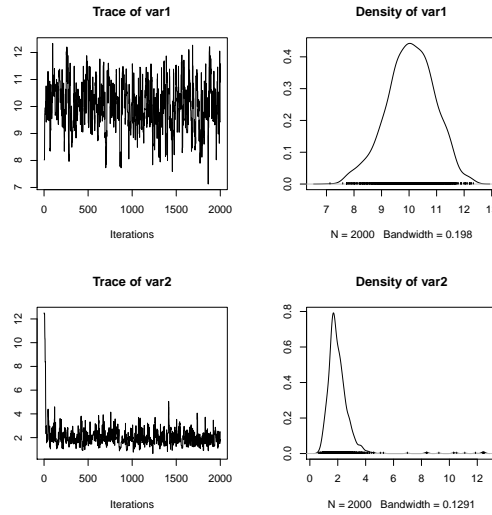 Trace of var1
7 8 9 10 11 12
0 500 1000 1500 2000
Iterations
Density of var1
0.0 0.1 0.2 0.3 0.4
7 8 9 10 11 12 1
N = 2000 Bandwidth = 0.198
Trace of var2
2 4 6 8 10 12
0 500 1000 1500 2000
Iterations
Density of var2
0.0 0.2 0.4 0.6 0.8
0 2 4 6 8 10 12
N = 2000 Bandwidth = 0.1291